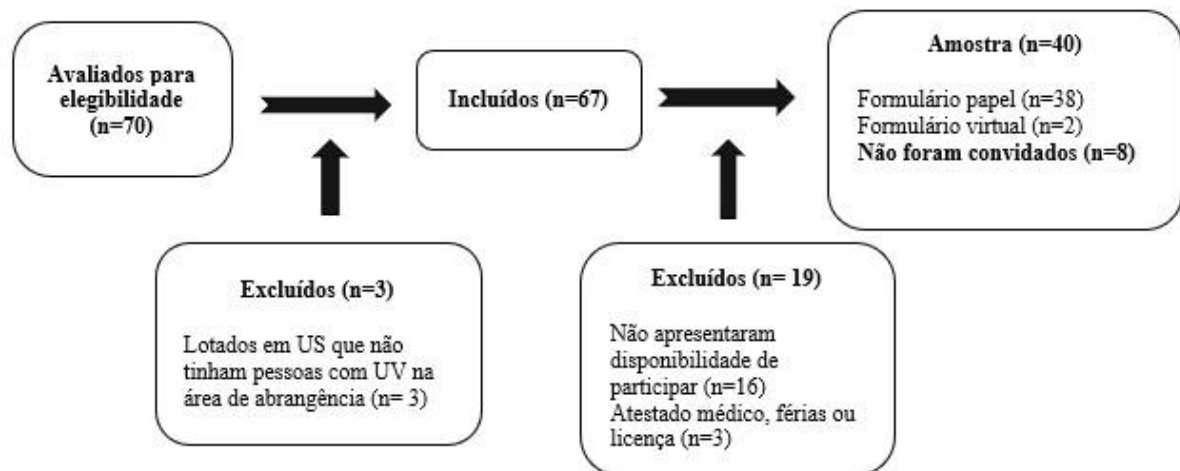 Avaliados para
elegibilidade
(n=70)
Incluídos (n=67)
Amostra (n=40)
Formulário papel (n=38)
Formulário virtual (n=2)
Não foram convidados (n=8)
Excluídos (n=3)
Lotados em US que não
tinham pessoas com UV na
área de abrangência (n= 3)
Excluídos (n= 19)
Não apresentaram
disponibilidade de
participar (n=16)
Atestado médico, férias ou
licença (n=3)